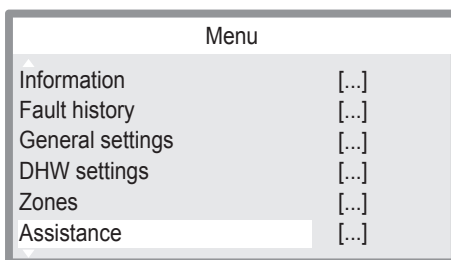 Menu
Information [...]
Fault history [...]
General settings [...]
DHW settings [...]
Zones [...]
Assistance [...]